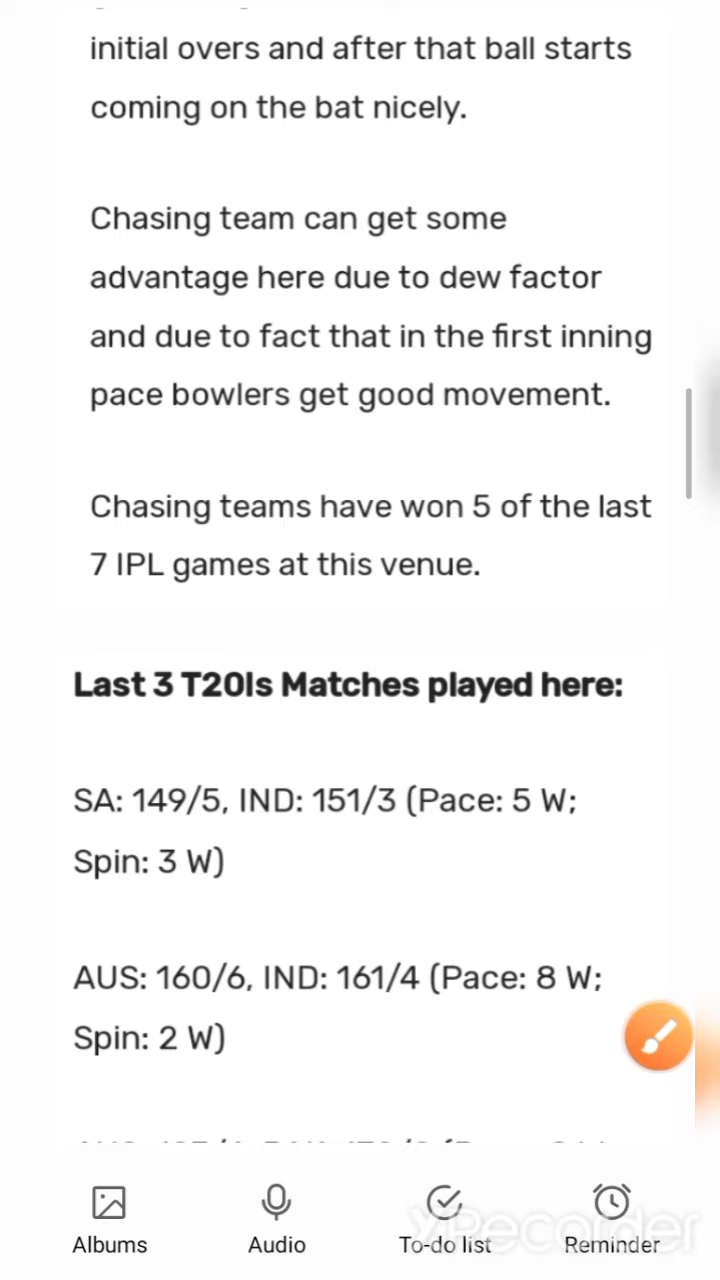 initial overs and after that ball starts
coming on the bat nicely.
Chasing team can get some
advantage here due to dew factor
and due to fact that in the first inning
pace bowlers get good movement.
Chasing teams have won 5 of the last
7 IPL games at this venue.
Last 3 T20Is Matches played here:
SA: 149/5, IND: 151/3 (Pace: 5 W;
Spin: 3 W)
AUS: 160/6, IND: 161/4 (Pace: 8 W;
Spin: 2 W)
Albums Audio To-do list Reminder
XRecorder